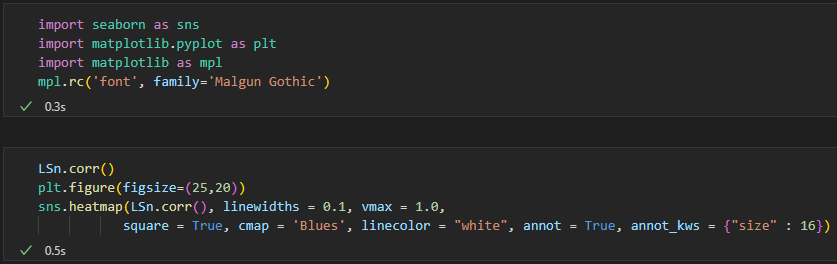 import seaborn as sns
import matplotlib.pyplot as plt
import matplotlib as mpl
mpl.rc('font', family='Malgun Gothic')
0.3s
LSn.corr()
plt.figure(figsize=(25,20))
sns.heatmap(LSn.corr(), linewidths = 0.1, vmax = 1.0,
square = True, cmap = 'Blues', linecolor = "white", annot = True, annot_kws = {"size" : 16})
0.5s